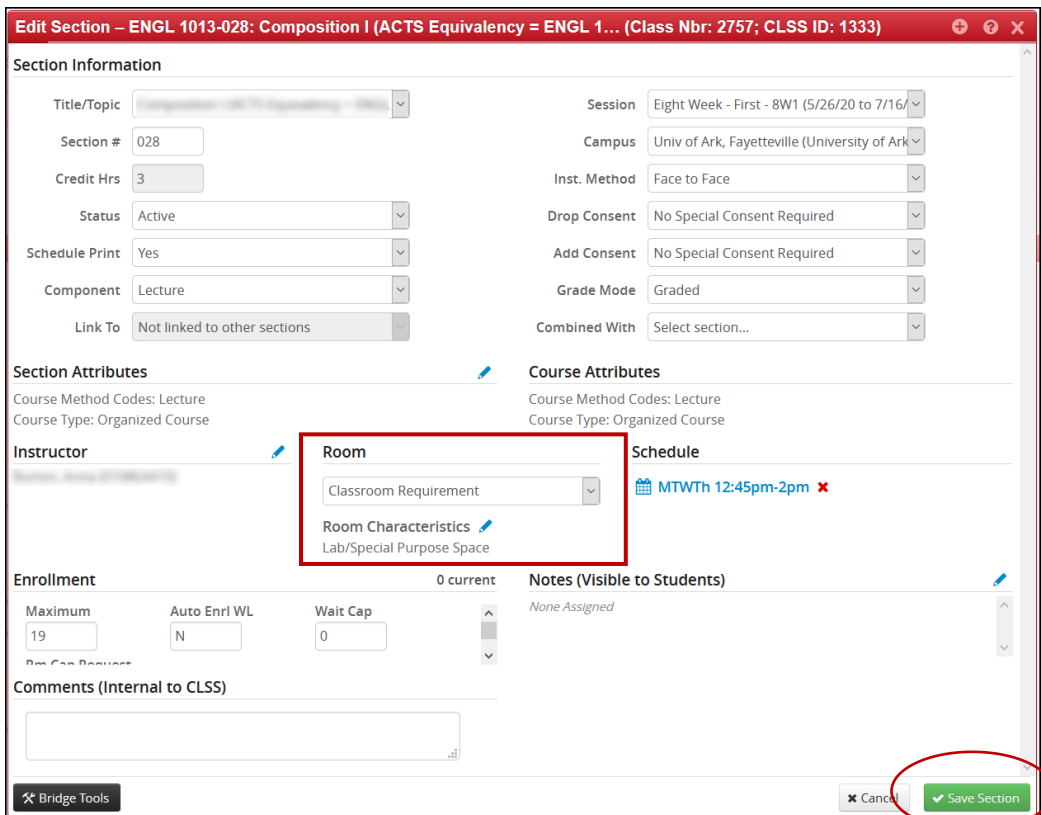 Edit Section – ENGL 1013-028: Composition I (ACTS Equivalency = ENGL 1… (Class Nbr: 2757; CLSS ID: 1333)
Section Information
Title/Topic
Session Eight Week - First - 8W1 (5/26/20 to 7/16/
Section # 028
Campus Univ of Ark, Fayetteville (University of Ark
Credit Hrs 3
Inst. Method Face to Face
Status Active
Drop Consent No Special Consent Required
Schedule Print Yes
Add Consent No Special Consent Required
Component Lecture
Grade Mode Graded
Link To Not linked to other sections
Combined With Select section...
Section Attributes
Course Method Codes: Lecture
Course Type: Organized Course
Course Attributes
Course Method Codes: Lecture
Course Type: Organized Course
Instructor
Room
Classroom Requirement
Room Characteristics
Lab/Special Purpose Space
Schedule
MTWTh 12:45pm-2pm
Enrollment 0 current
Maximum Auto Enrl WL Wait Cap
19 N 0
Rm Cap Request
Notes (Visible to Students)
None Assigned
Comments (Internal to CLSS)
Bridge Tools
Cancel
Save Section